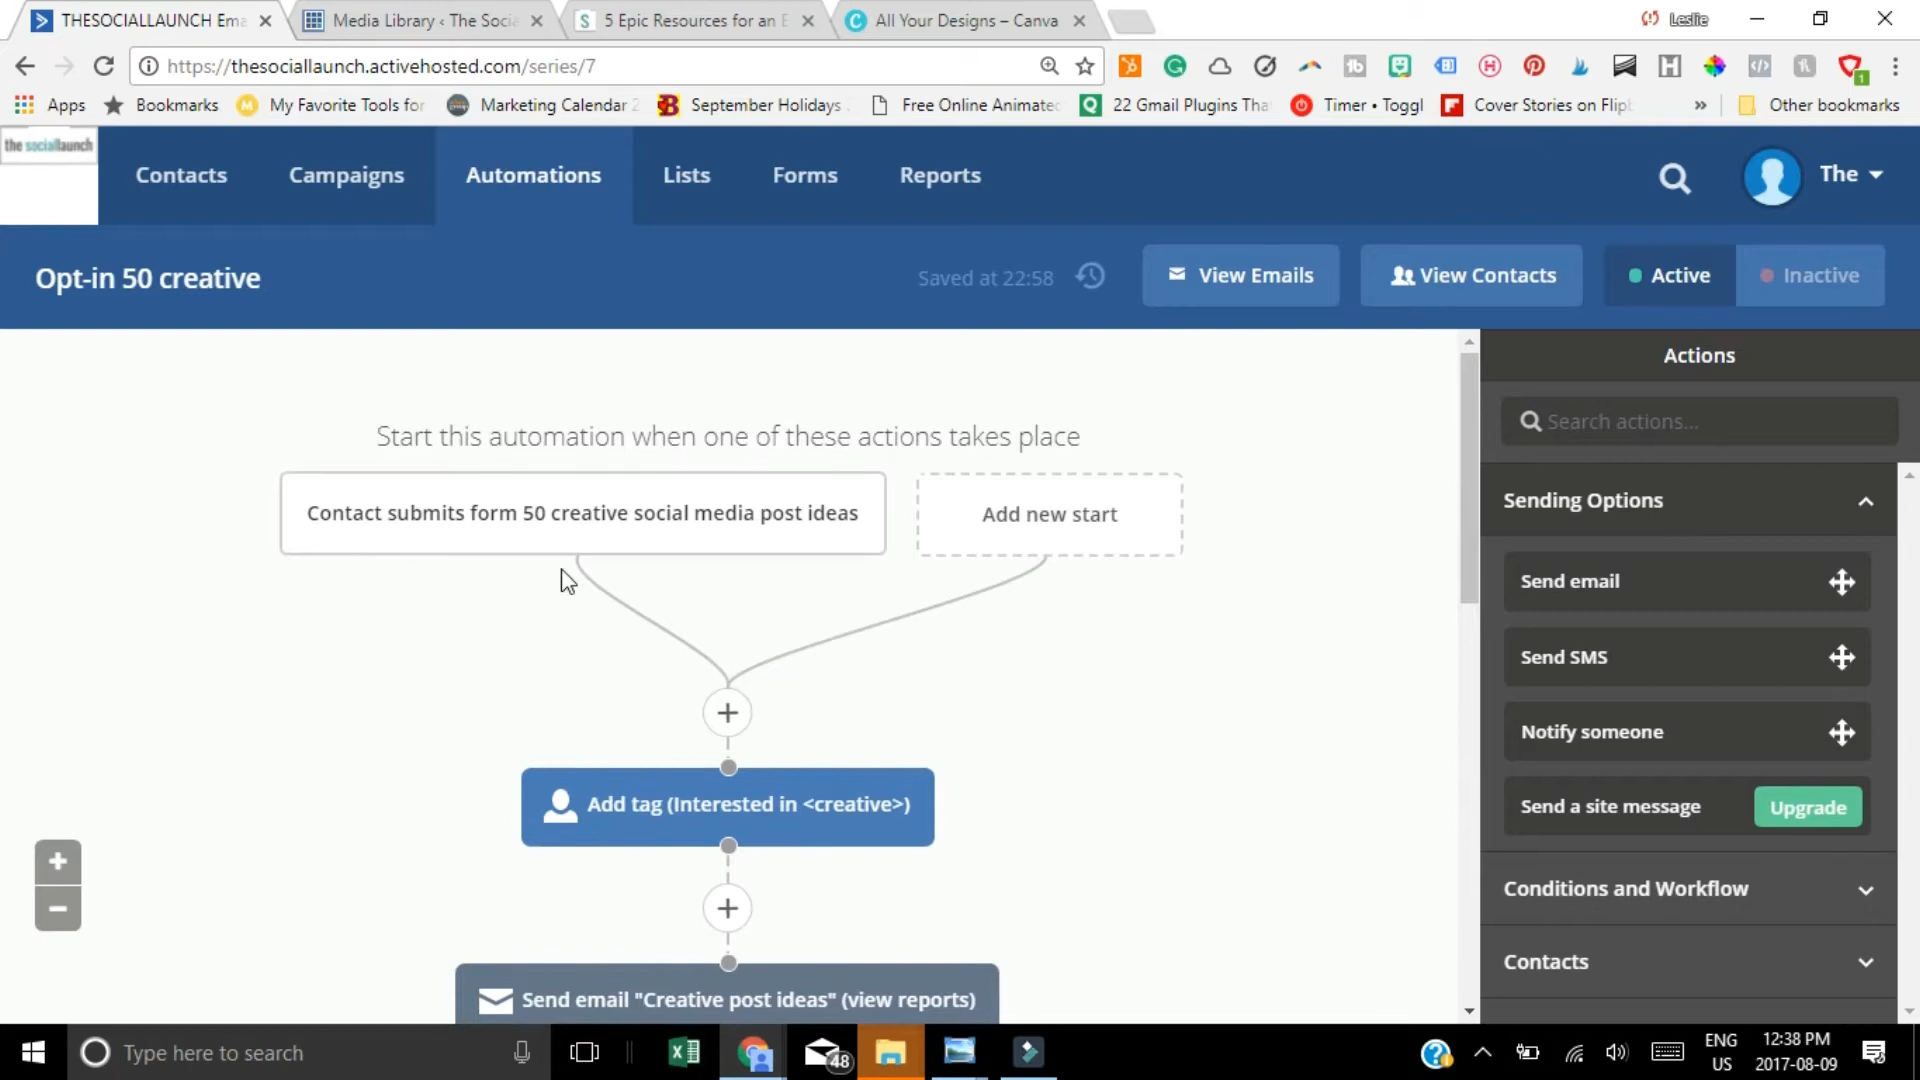 THESOCIALLAUNCH Ema
Media Library ‹ The Soci
5 Epic Resources for an E
All Your Designs – Canva
Leslie
https://thesociallaunch.activehosted.com/series/7
Apps
Bookmarks
My Favorite Tools for
Marketing Calendar 2
September Holidays
Free Online Animatec
22 Gmail Plugins Tha
Timer • Toggl
Cover Stories on Flipb
»
Other bookmarks
the sociallaunch
Contacts
Campaigns
Automations
Lists
Forms
Reports
The
Opt-in 50 creative
Saved at 22:58
View Emails
View Contacts
Active
Inactive
Start this automation when one of these actions takes place
Contact submits form 50 creative social media post ideas
Add new start
Add tag (Interested in <creative>)
Send email "Creative post ideas" (view reports)
Actions
Search actions...
Sending Options
Send email
Send SMS
Notify someone
Send a site message
Upgrade
Conditions and Workflow
Contacts
Type here to search
48
ENG
US
12:38 PM
2017-08-09